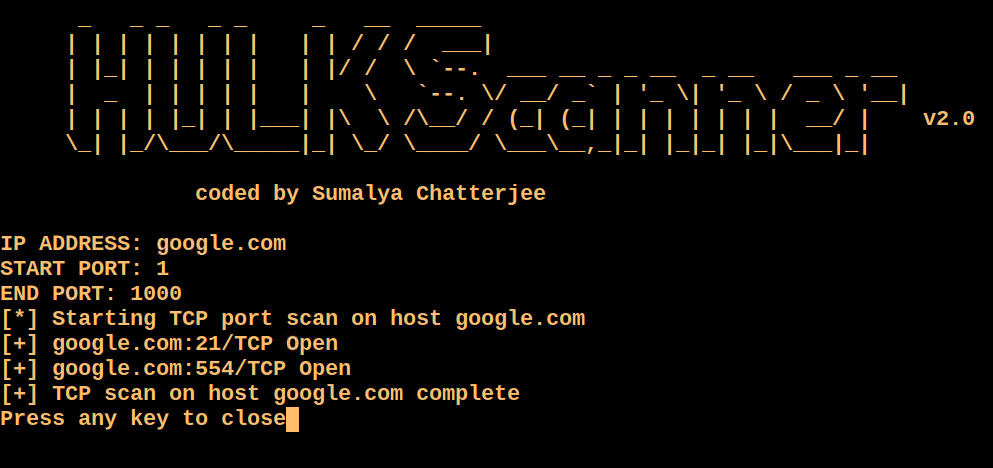 HULK Scanner v2.0
coded by Sumalya Chatterjee
IP ADDRESS: google.com
START PORT: 1
END PORT: 1000
[*] Starting TCP port scan on host google.com
[+] google.com:21/TCP Open
[+] google.com:554/TCP Open
[+] TCP scan on host google.com complete
Press any key to close